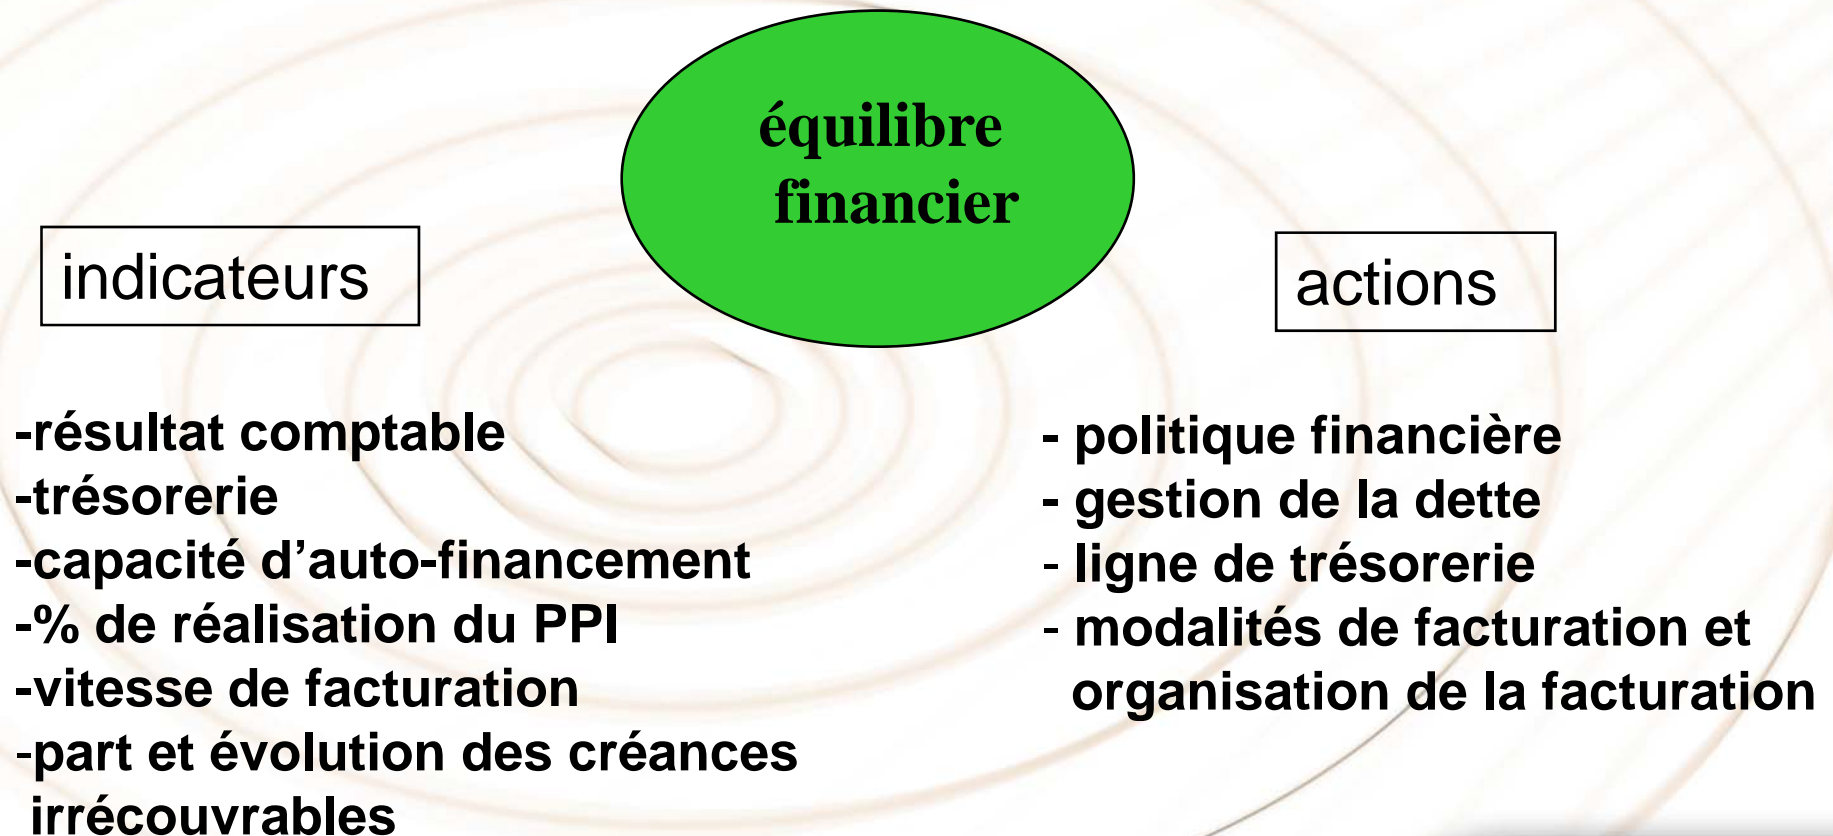 équilibre
financier
indicateurs
-résultat comptable
-trésorerie
-capacité d’auto-financement
-% de réalisation du PPI
-vitesse de facturation
-part et évolution des créances
irrécouvrables
actions
- politique financière
- gestion de la dette
- ligne de trésorerie
- modalités de facturation et
organisation de la facturation